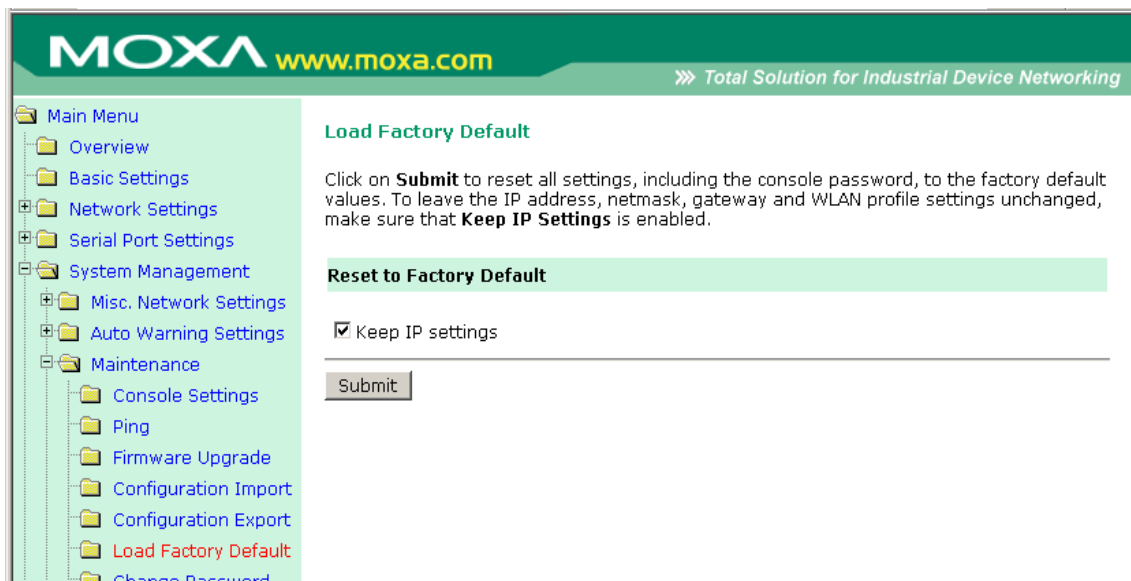 MOXA www.moxa.com
Total Solution for Industrial Device Networking
Main Menu
Overview
Basic Settings
Network Settings
Serial Port Settings
System Management
Misc. Network Settings
Auto Warning Settings
Maintenance
Console Settings
Ping
Firmware Upgrade
Configuration Import
Configuration Export
Load Factory Default
Change Password
Load Factory Default
Click on Submit to reset all settings, including the console password, to the factory default
values. To leave the IP address, netmask, gateway and WLAN profile settings unchanged,
make sure that Keep IP Settings is enabled.
Reset to Factory Default
Keep IP settings
Submit